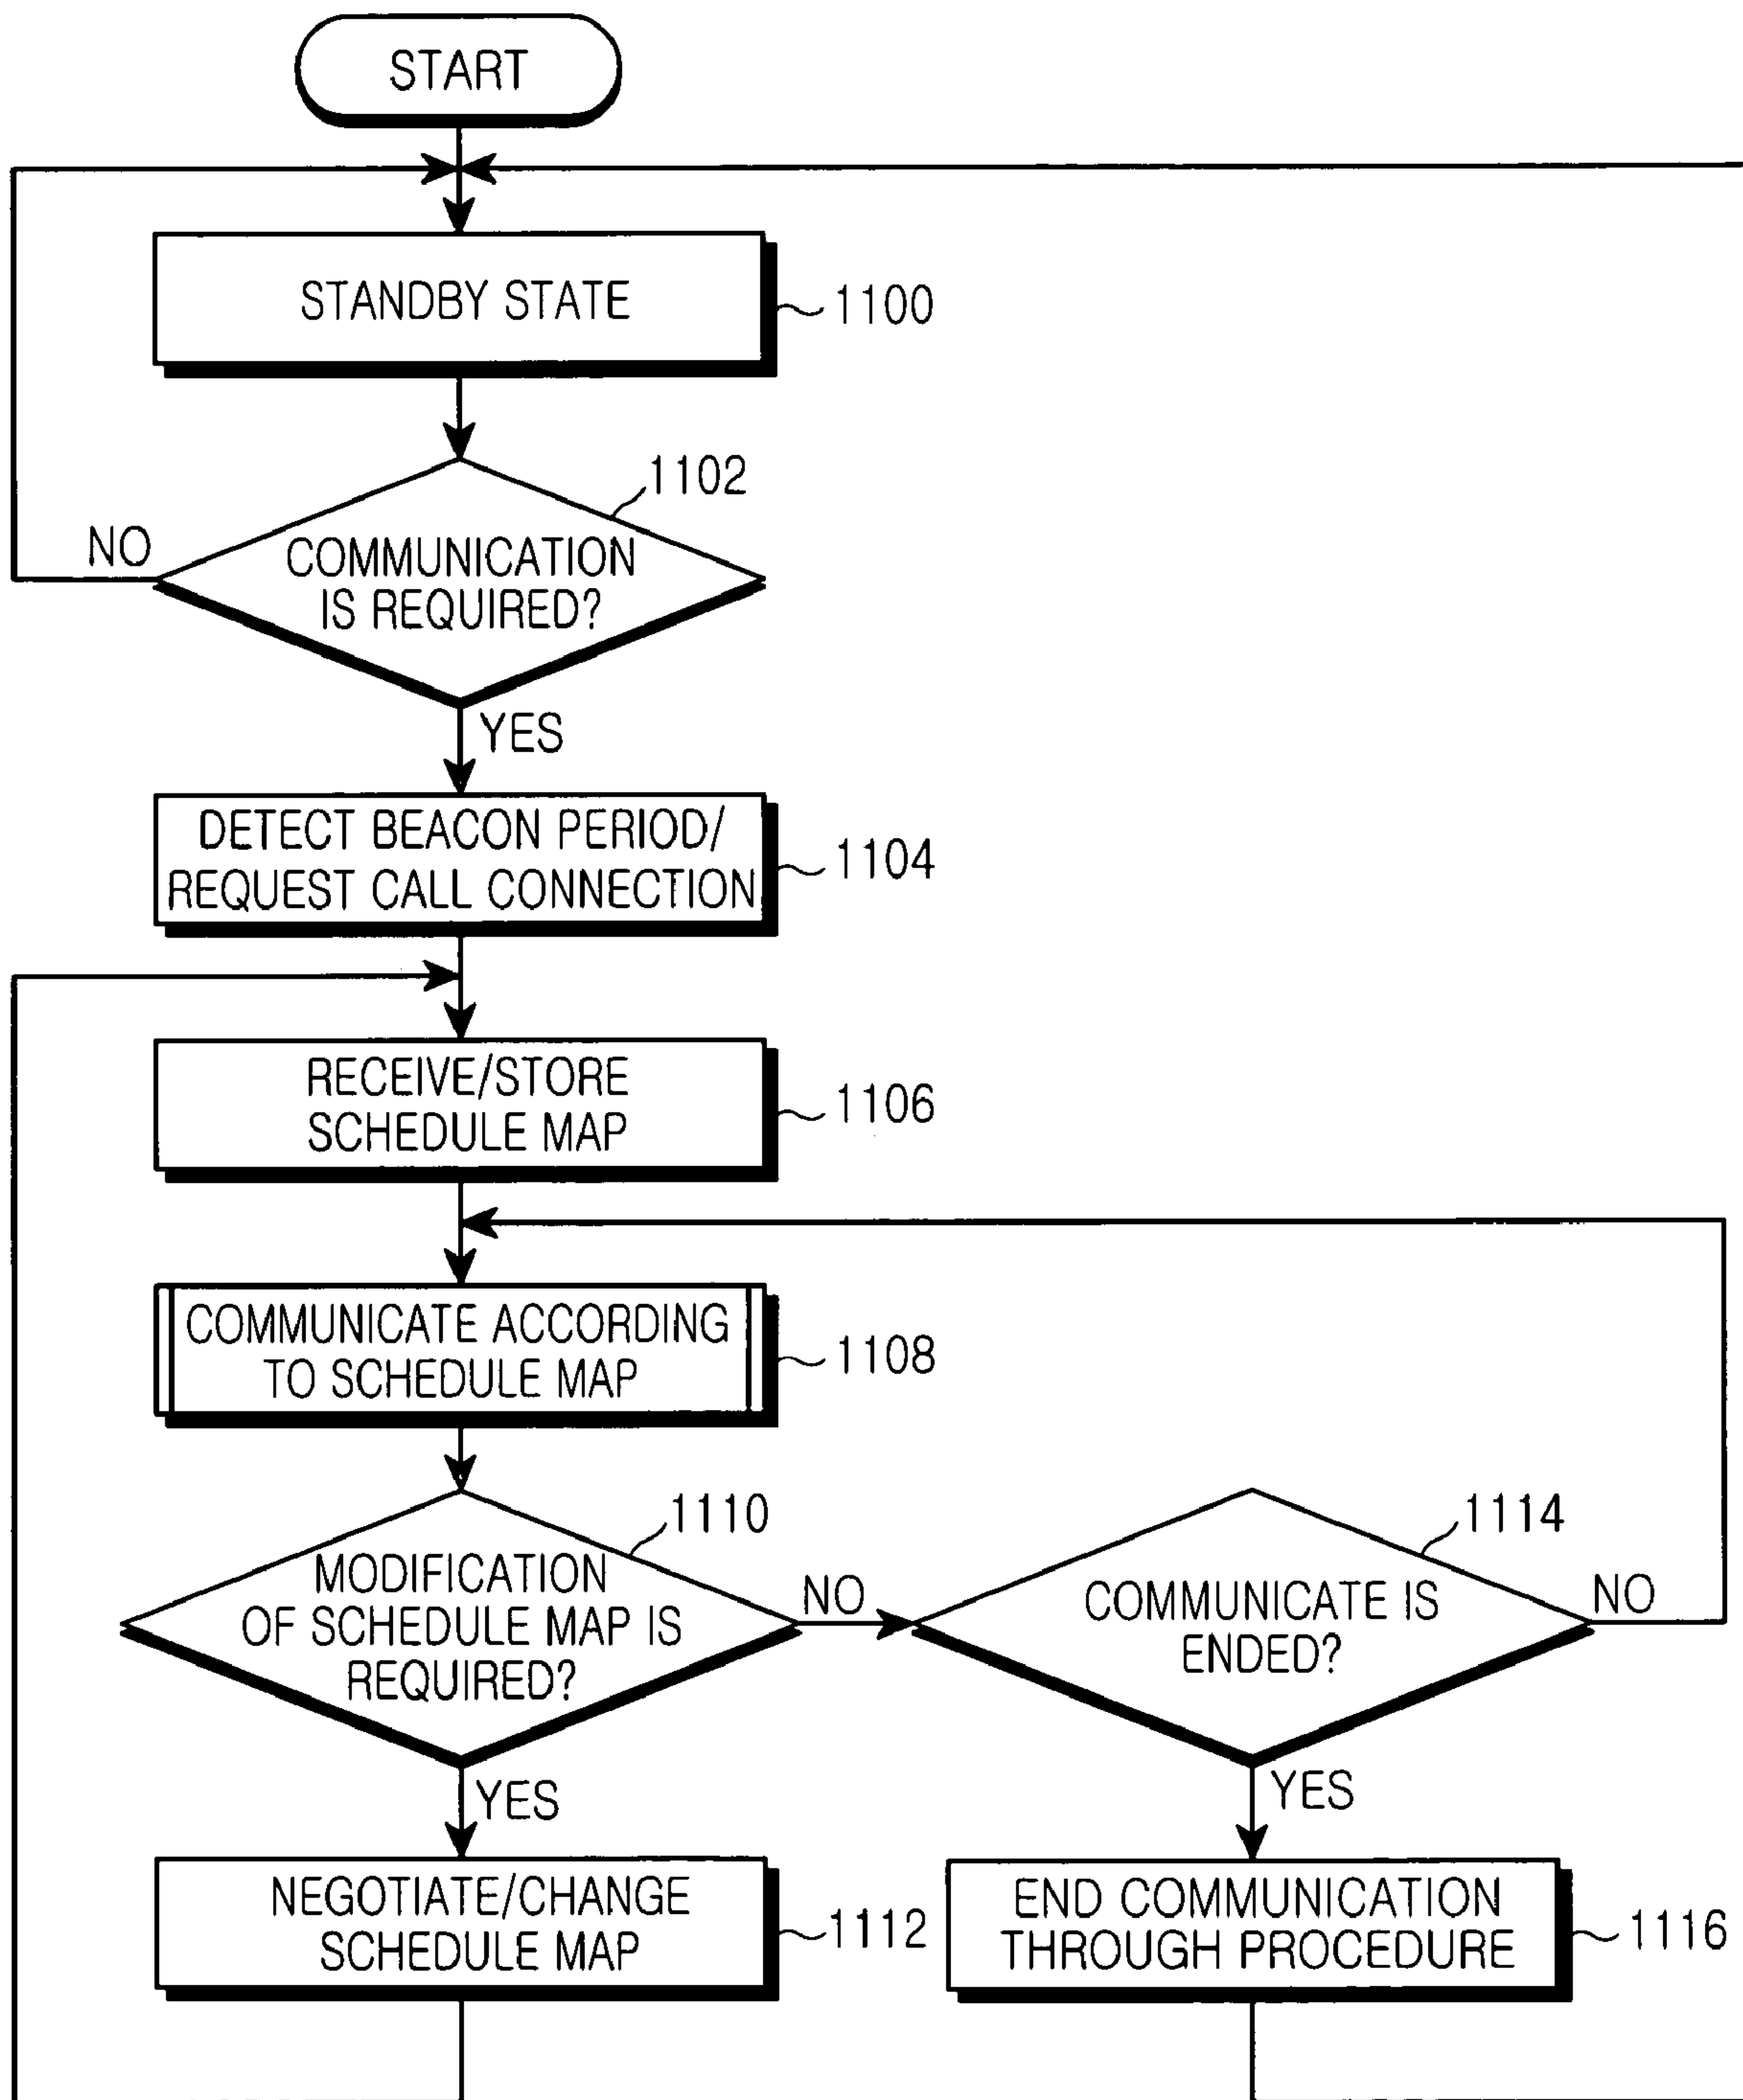 START
STANDBY STATE
1100
1102
NO
COMMUNICATION
IS REQUIRED?
YES
DETECT BEACON PERIOD/
REQUEST CALL CONNECTION
1104
RECEIVE/STORE
SCHEDULE MAP
1106
COMMUNICATE ACCORDING
TO SCHEDULE MAP
1108
1110
MODIFICATION
OF SCHEDULE MAP IS
REQUIRED?
NO
1114
COMMUNICATE IS
ENDED?
NO
YES
YES
NEGOTIATE/CHANGE
SCHEDULE MAP
1112
END COMMUNICATION
THROUGH PROCEDURE
1116